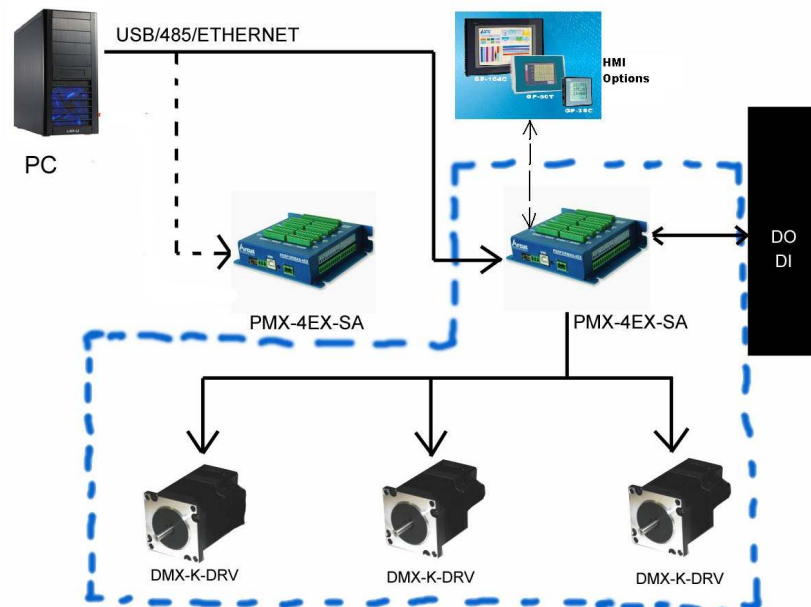 USB/485/ETHERNET
HMI
Options
PC
DO
DI
PMX-4EX-SA
PMX-4EX-SA
DMX-K-DRV
DMX-K-DRV
DMX-K-DRV